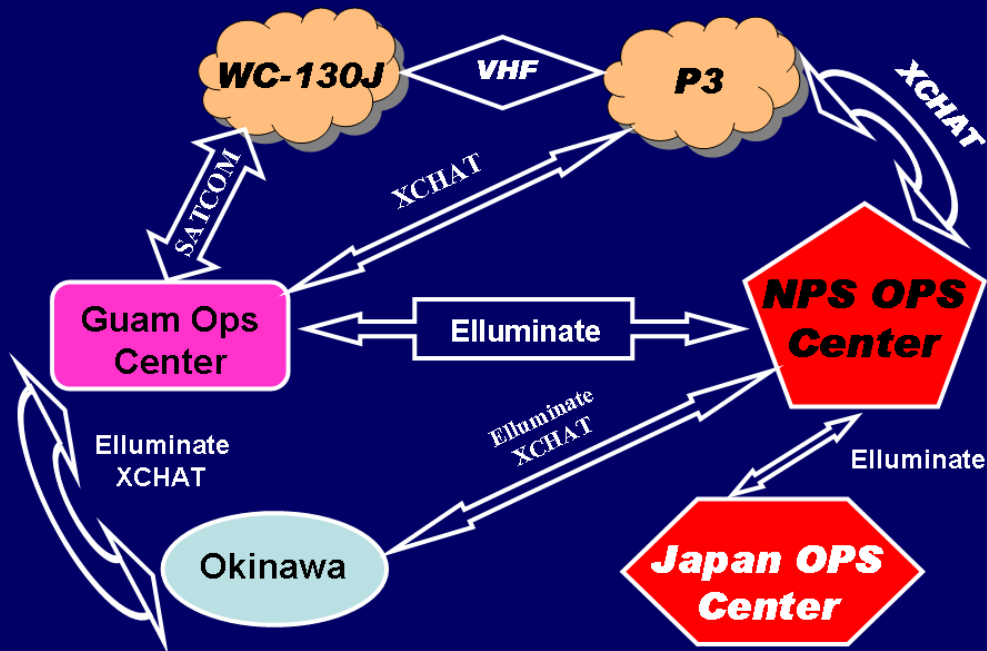 WC-130J
VHF
P3
XCHAT
SATCOM
XCHAT
Guam Ops
Center
Elluminate
NPS OPS
Center
Elluminate
XCHAT
Elluminate
XCHAT
Elluminate
Okinawa
Japan OPS
Center